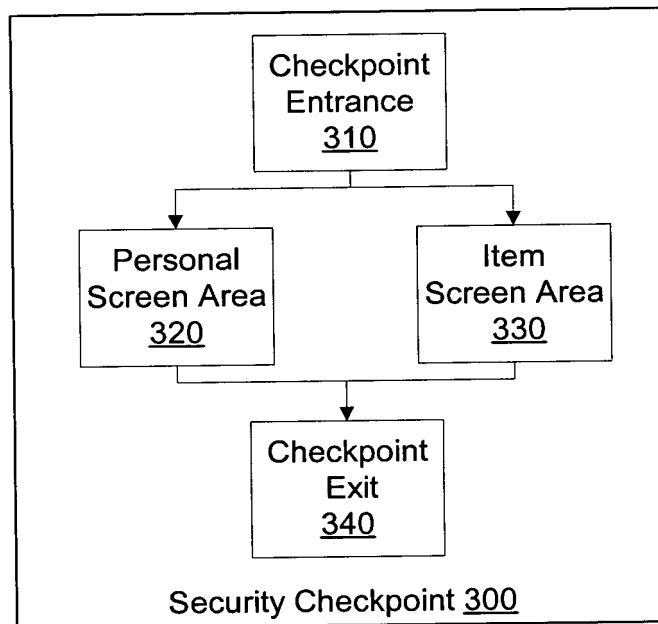 Checkpoint
Entrance
310
Personal
Screen Area
320
Item
Screen Area
330
Checkpoint
Exit
340
Security Checkpoint 300